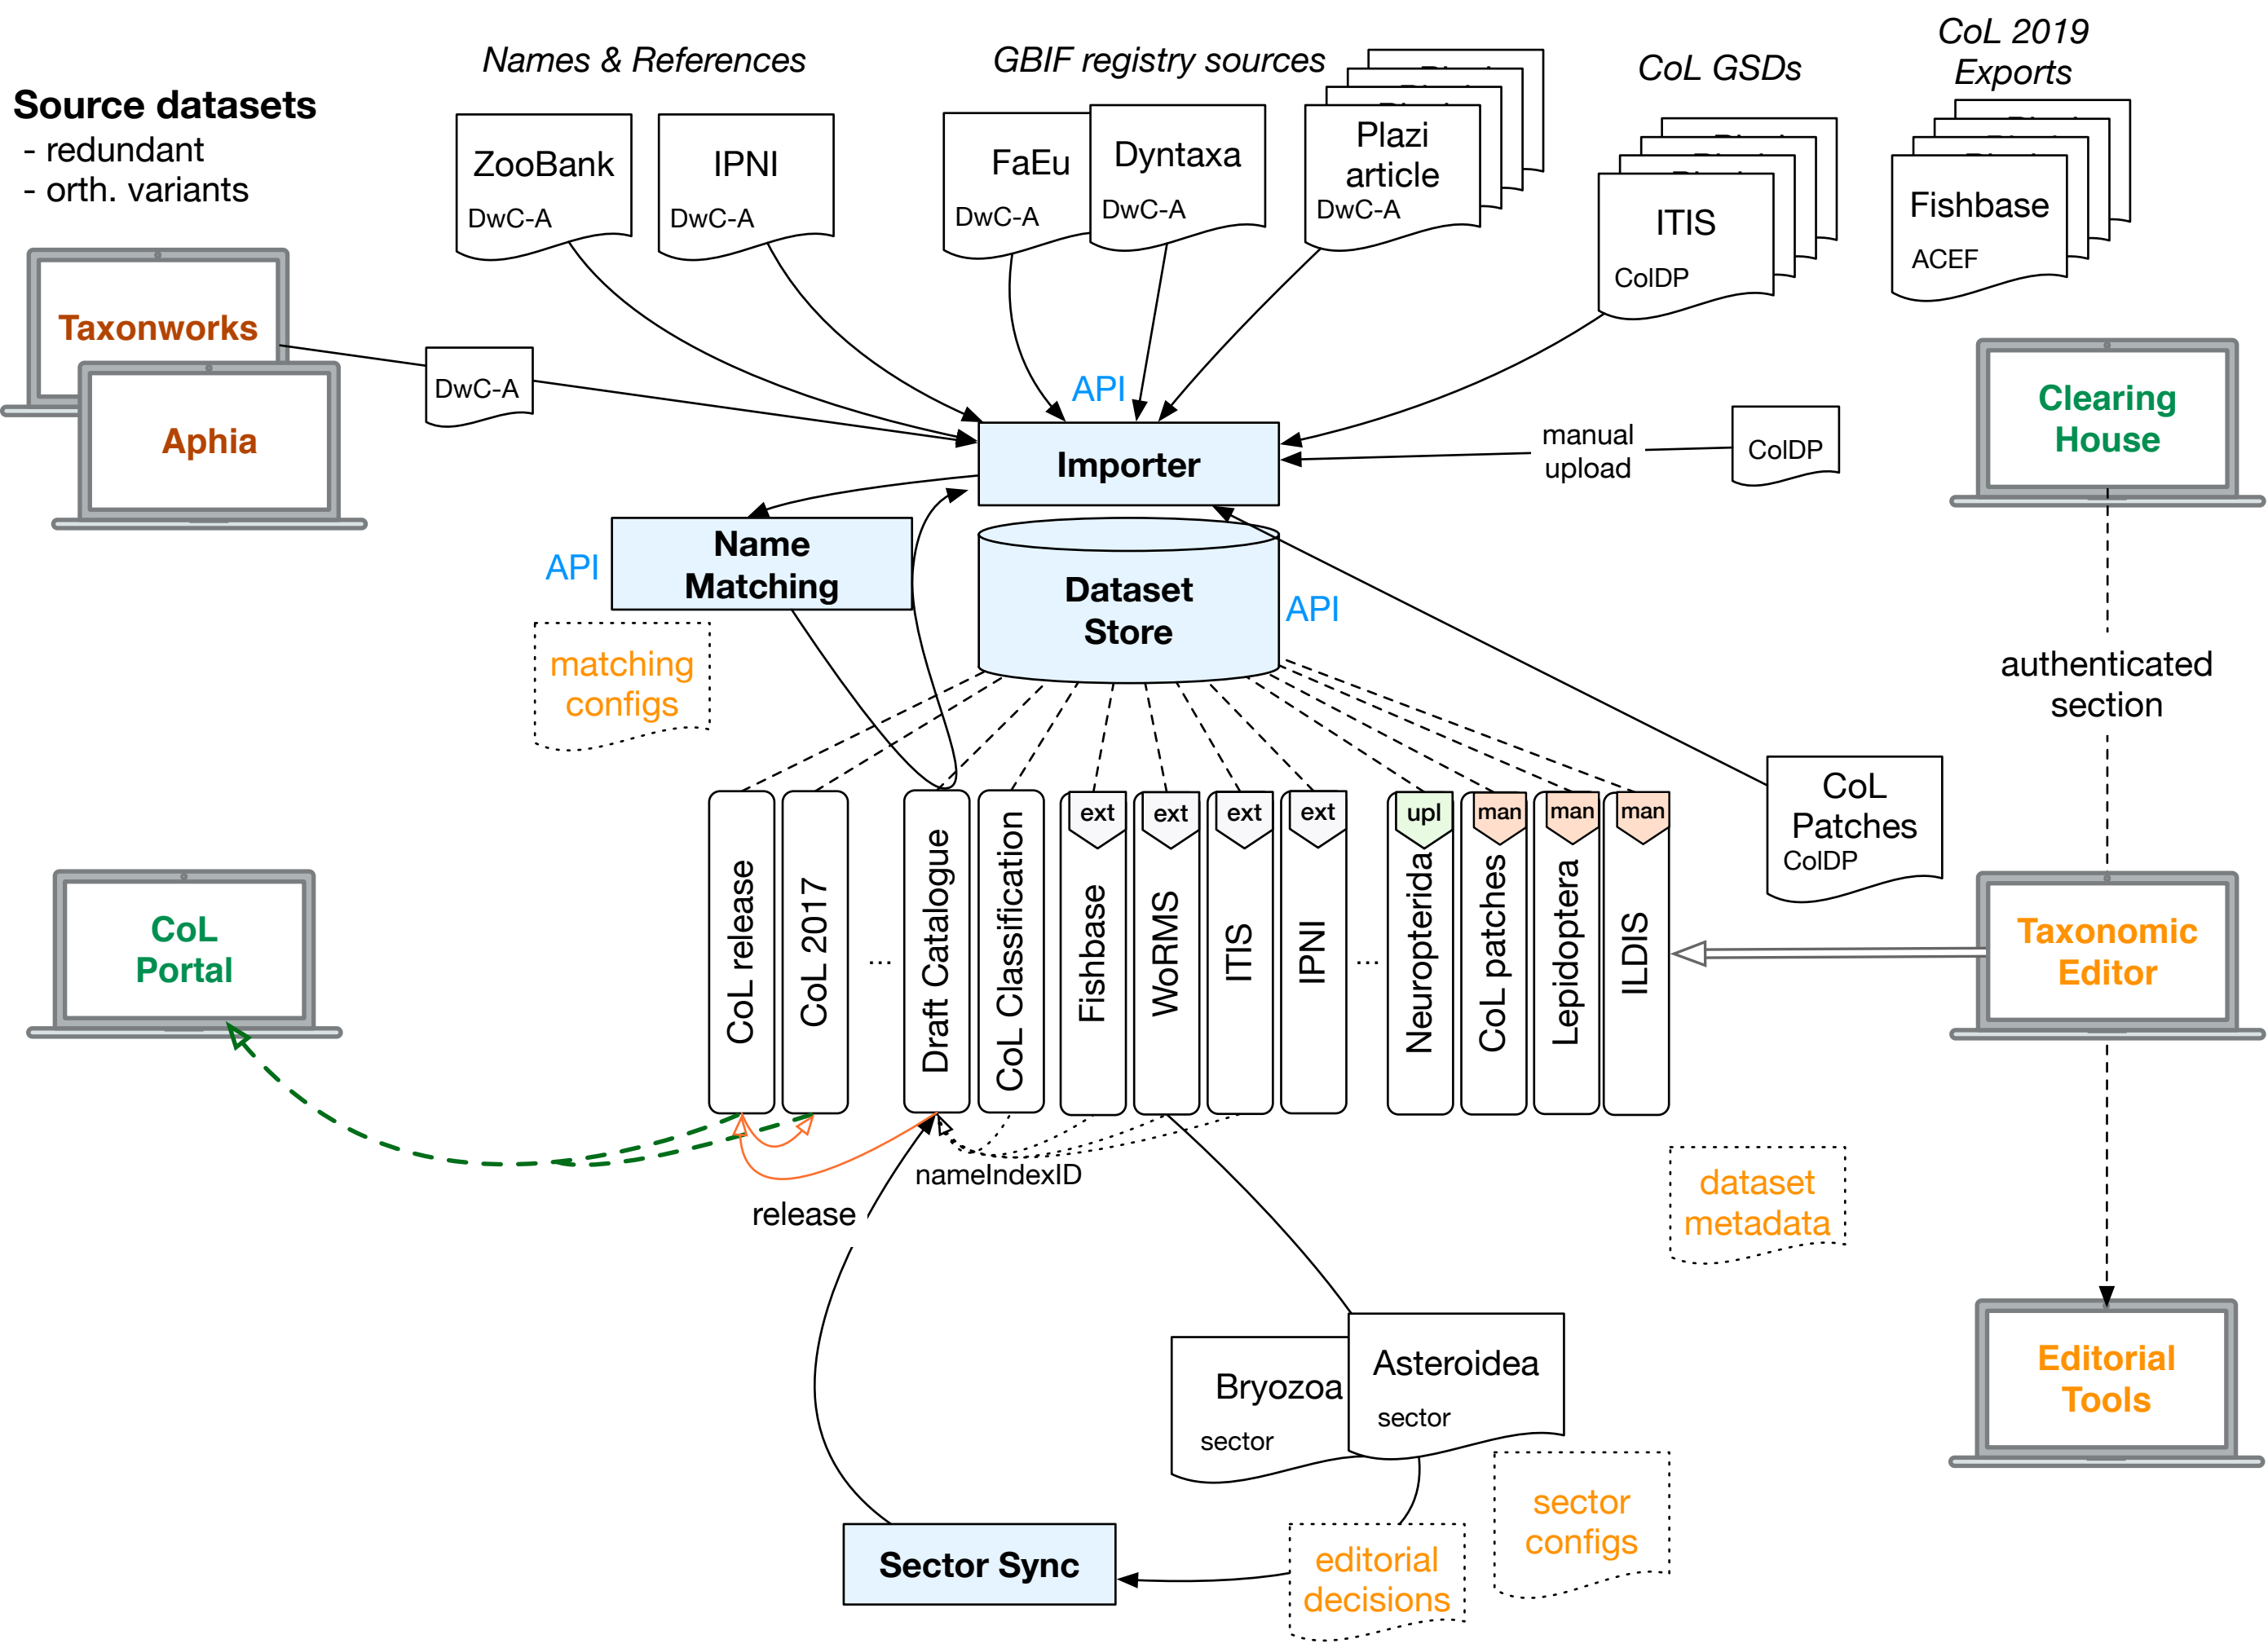 Names & References
GBIF registry sources
CoL GSDs
CoL 2019
Exports
Source datasets
- redundant
- orth. variants
ZooBank
DwC-A
IPNI
DwC-A
FaEu
DwC-A
Dyntaxa
DwC-A
Plazi
article
DwC-A
ITIS
ColDP
Fishbase
ACEF
Taxonworks
Aphia
DwC-A
API
Importer
manual
upload
ColDP
Clearing
House
Name
Matching
API
Dataset
Store
API
matching
configs
authenticated
section
CoL
Patches
ColDP
CoL
Portal
CoL release
CoL 2017
...
Draft Catalogue
CoL Classification
ext
Fishbase
ext
WoRMS
ext
ITIS
ext
IPNI
...
upl
Neuropterida
man
CoL patches
man
Lepidoptera
man
ILDIS
Taxonomic
Editor
nameIndexID
release
dataset
metadata
Bryozoa
sector
Asteroidea
sector
Editorial
Tools
sector
configs
Sector Sync
editorial
decisions